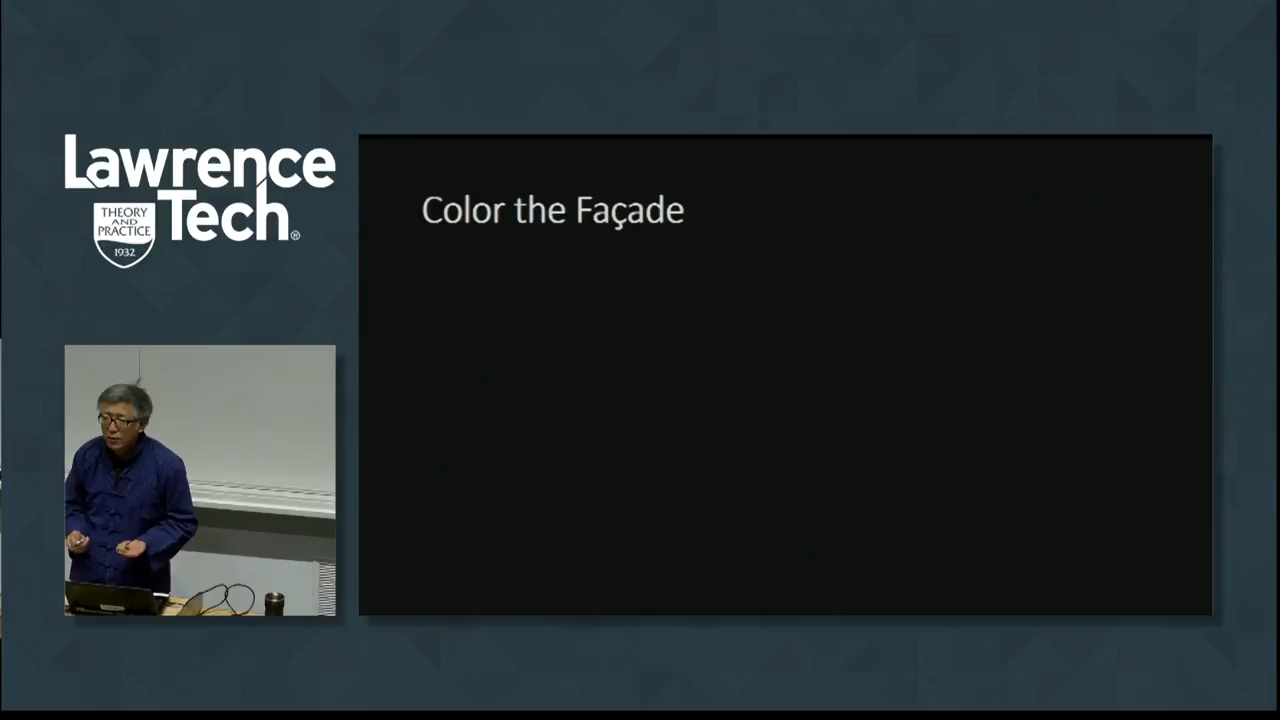 Lawrence
Tech®
THEORY
AND
PRACTICE
1932
Color the Façade